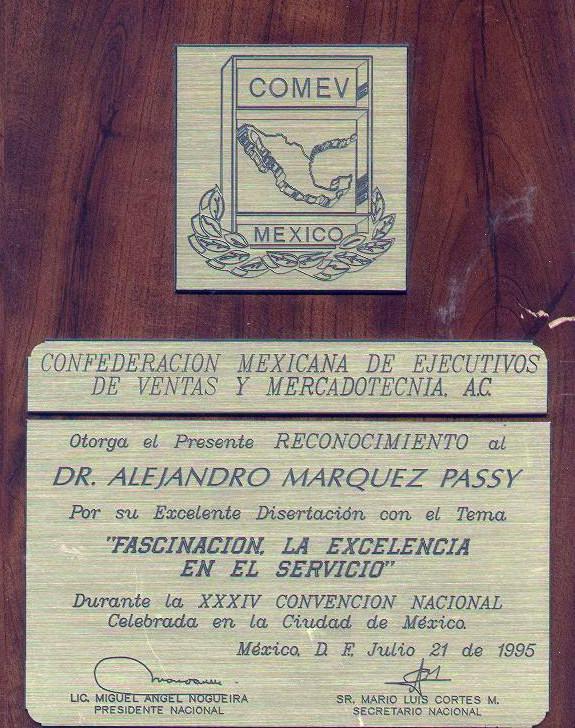 COMEV
MEXICO
CONFEDERACION MEXICANA DE EJECUTIVOS
DE VENTAS Y MERCADOTECNIA, A.C.
Otorga el Presente RECONOCIMIENTO al
DR. ALEJANDRO MARQUEZ PASSY
Por su Excelente Disertación con el Tema
"FASCINACION, LA EXCELENCIA
EN EL SERVICIO"
Durante la XXXIV CONVENCION NACIONAL
Celebrada en la Ciudad de México.
México, D. F., Julio 21 de 1995
LIC. MIGUEL ANGEL NOGUEIRA
PRESIDENTE NACIONAL
SR. MARIO LUIS CORTES M.
SECRETARIO NACIONAL